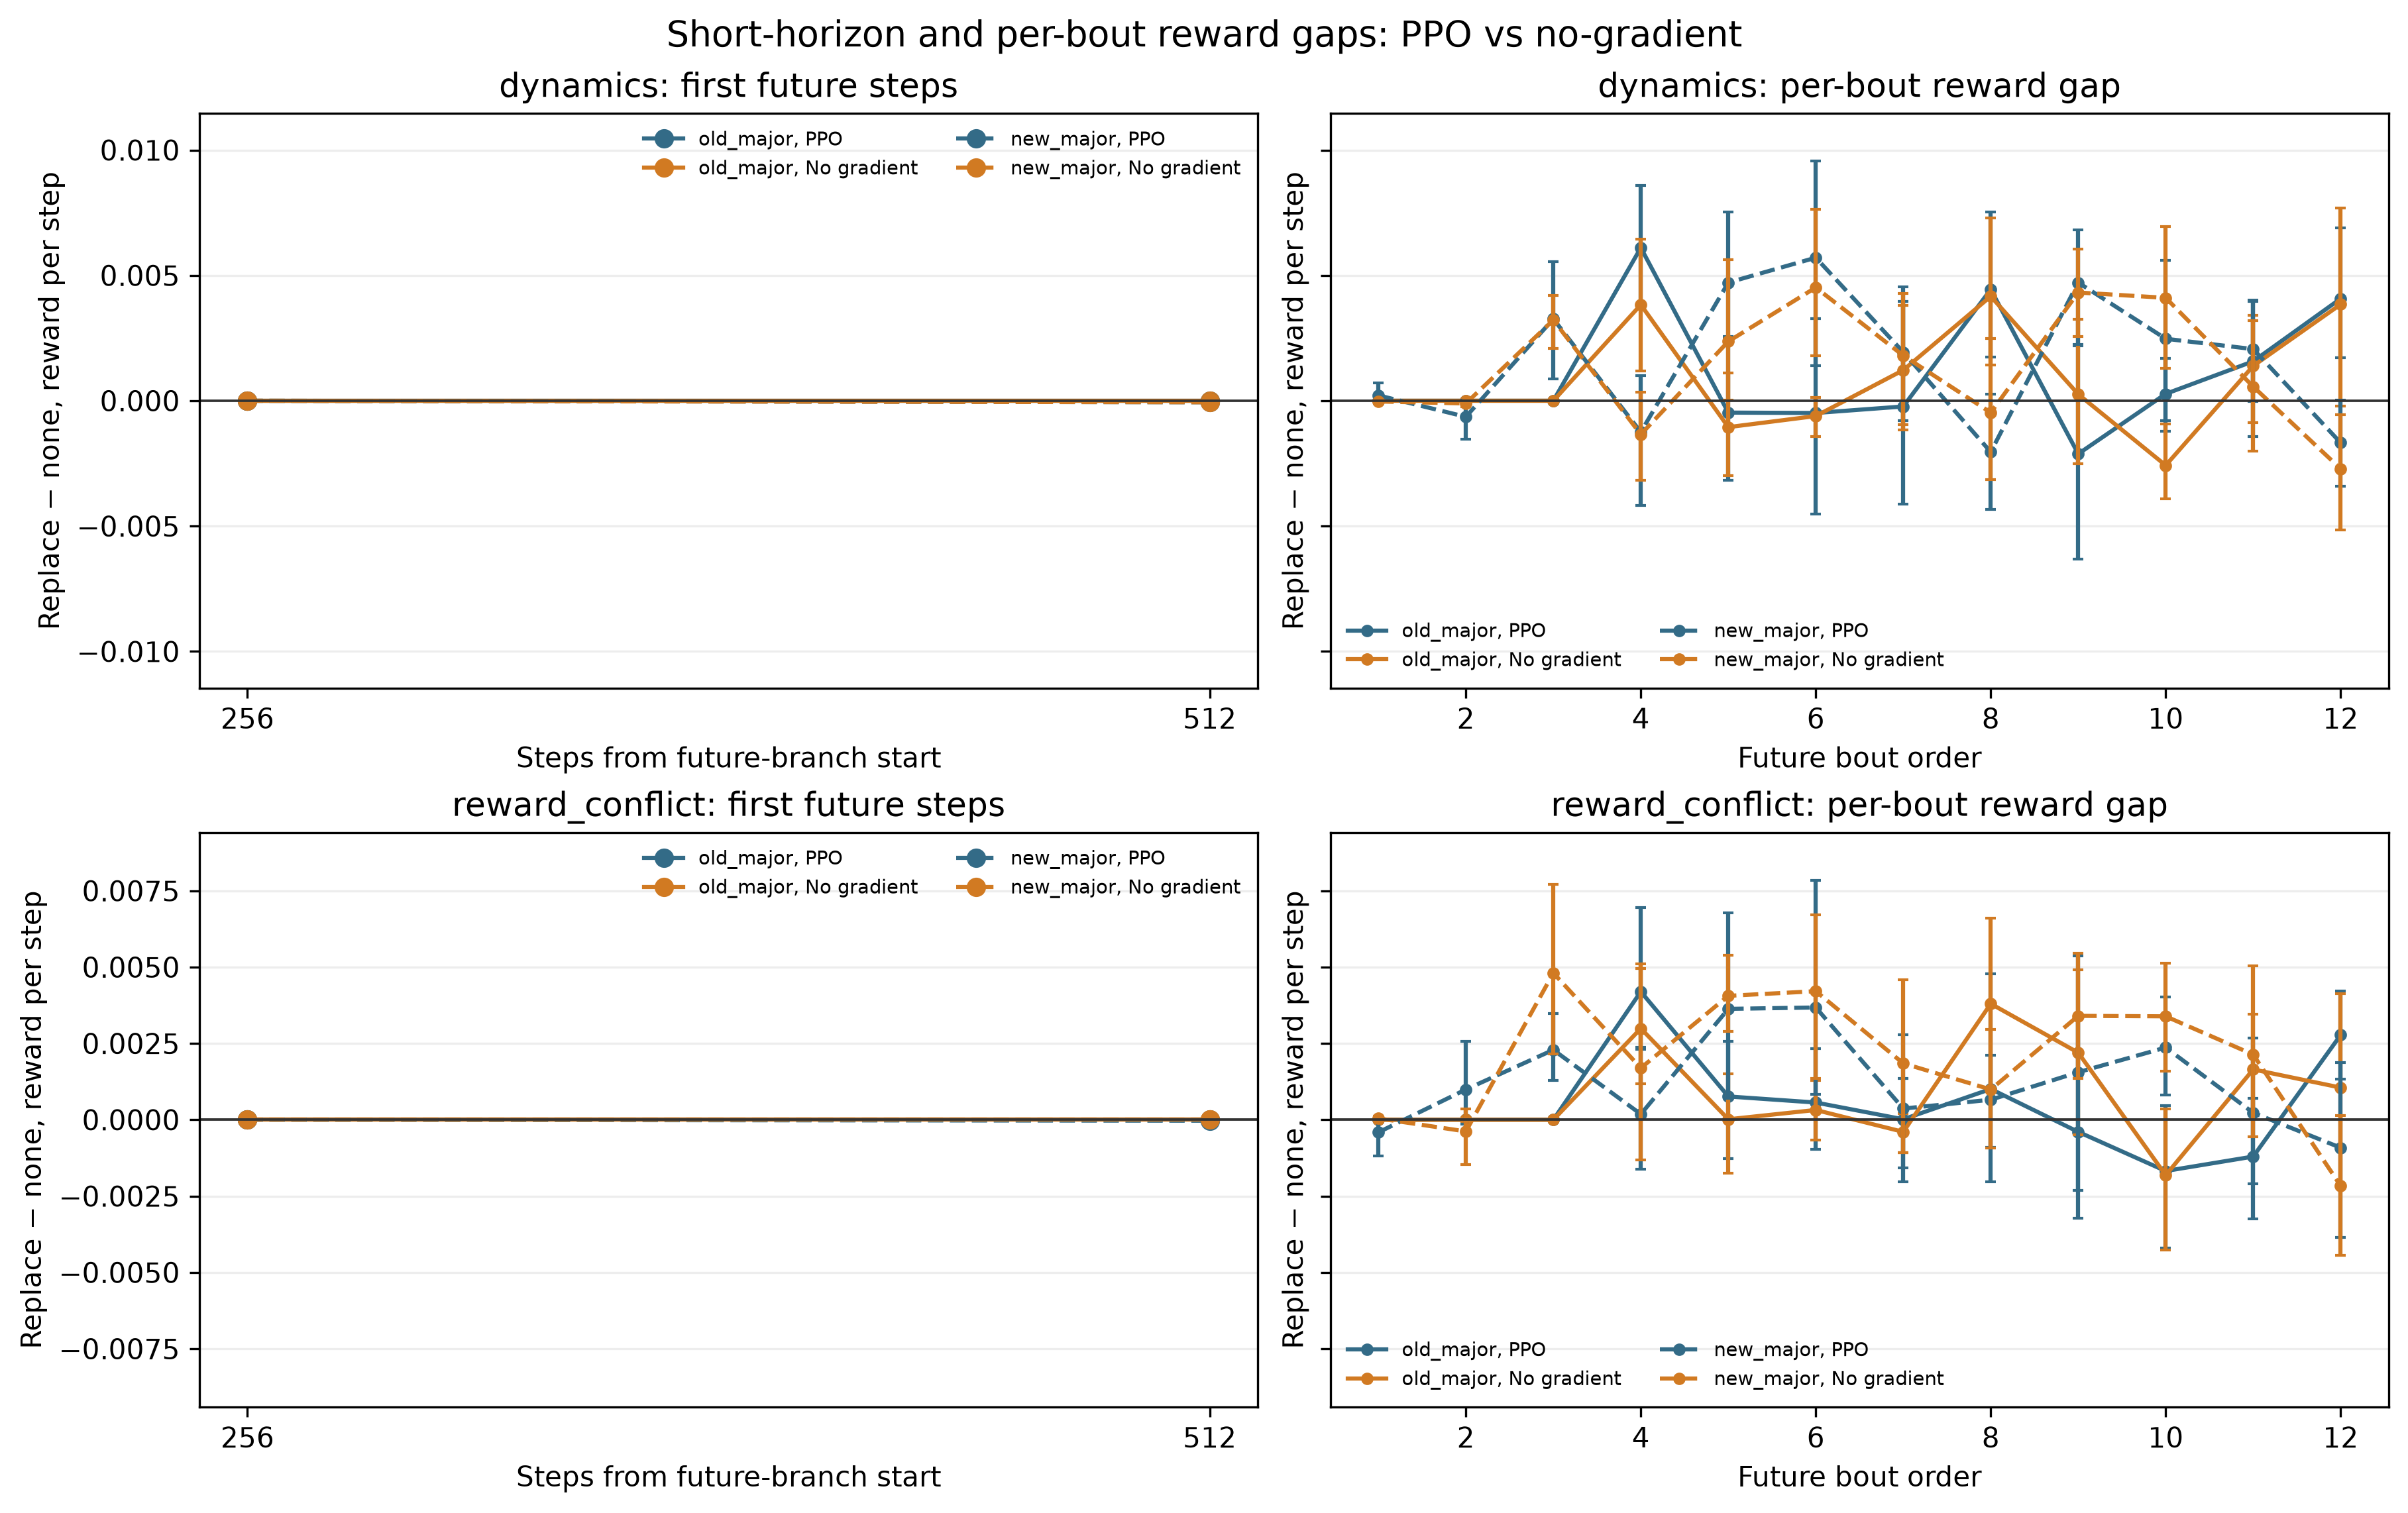 Short-horizon and per-bout reward gaps: PPO vs no-gradient
dynamics: first future steps
Replace − none, reward per step
0.010
0.005
0.000
−0.005
−0.010
old_major, PPO
old_major, No gradient
new_major, PPO
new_major, No gradient
256
512
Steps from future-branch start
dynamics: per-bout reward gap
Replace − none, reward per step
old_major, PPO
old_major, No gradient
new_major, PPO
new_major, No gradient
2
4
6
8
10
12
Future bout order
reward_conflict: first future steps
Replace − none, reward per step
0.0075
0.0050
0.0025
0.0000
−0.0025
−0.0050
−0.0075
old_major, PPO
old_major, No gradient
new_major, PPO
new_major, No gradient
256
512
Steps from future-branch start
reward_conflict: per-bout reward gap
Replace − none, reward per step
old_major, PPO
old_major, No gradient
new_major, PPO
new_major, No gradient
2
4
6
8
10
12
Future bout order